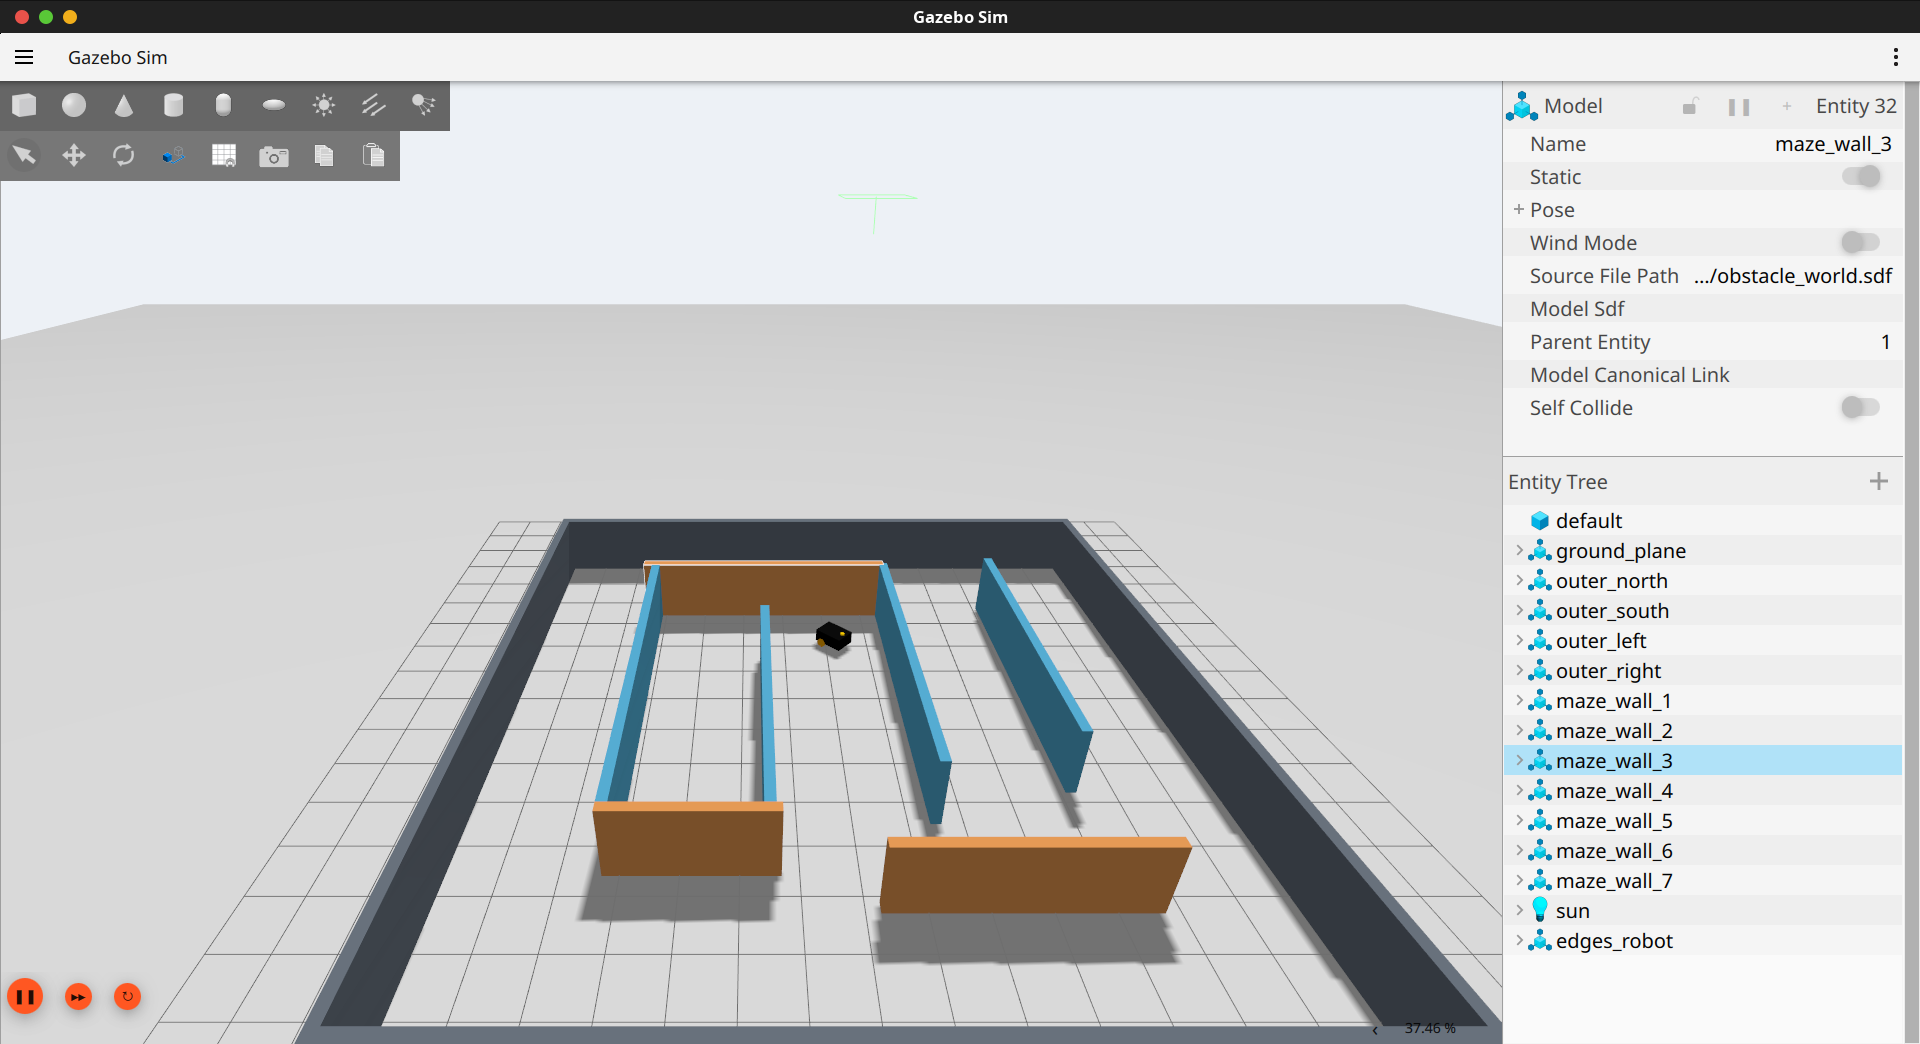 Gazebo Sim
Gazebo Sim
Model Entity 32
Name maze_wall_3
Static
Pose
Wind Mode
Source File Path .../obstacle_world.sdf
Model Sdf
Parent Entity 1
Model Canonical Link
Self Collide
Entity Tree
default
ground_plane
outer_north
outer_south
outer_left
outer_right
maze_wall_1
maze_wall_2
maze_wall_3
maze_wall_4
maze_wall_5
maze_wall_6
maze_wall_7
sun
edges_robot
37.46 %